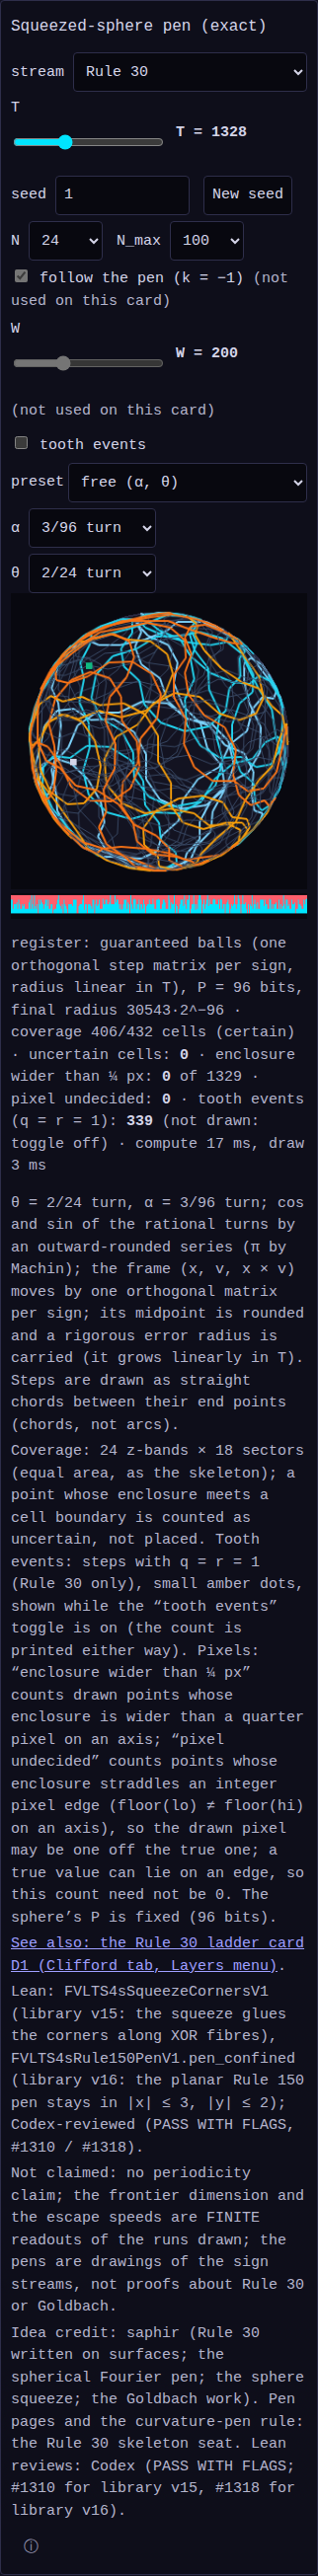 Squeezed-sphere pen (exact)
stream Rule 30
T
T = 1328
seed 1 New seed
N 24 N_max 100
follow the pen (k = −1) (not
used on this card)
W
W = 200
(not used on this card)
tooth events
preset free (α, θ)
α 3/96 turn
θ 2/24 turn
register: guaranteed balls (one
orthogonal step matrix per sign,
radius linear in T), P = 96 bits,
final radius 30543·2^−96 ·
coverage 406/432 cells (certain)
· uncertain cells: 0 · enclosure
wider than ¼ px: 0 of 1329 ·
pixel undecided: 0 · tooth events
(q = r = 1): 339 (not drawn:
toggle off) · compute 17 ms, draw
3 ms
θ = 2/24 turn, α = 3/96 turn; cos
and sin of the rational turns by
an outward-rounded series (π by
Machin); the frame (x, v, x × v)
moves by one orthogonal matrix
per sign; its midpoint is rounded
and a rigorous error radius is
carried (it grows linearly in T).
Steps are drawn as straight
chords between their end points
(chords, not arcs).
Coverage: 24 z-bands × 18 sectors
(equal area, as the skeleton); a
point whose enclosure meets a
cell boundary is counted as
uncertain, not placed. Tooth
events: steps with q = r = 1
(Rule 30 only), small amber dots,
shown while the “tooth events”
toggle is on (the count is
printed either way). Pixels:
“enclosure wider than ¼ px”
counts drawn points whose
enclosure is wider than a quarter
pixel on an axis; “pixel
undecided” counts points whose
enclosure straddles an integer
pixel edge (floor(lo) ≠ floor(hi)
on an axis), so the drawn pixel
may be one off the true one; a
true value can lie on an edge, so
this count need not be 0. The
sphere’s P is fixed (96 bits).
See also: the Rule 30 ladder card
D1 (Clifford tab, Layers menu).
Lean: FVLTS4sSqueezeCornersV1
(library v15: the squeeze glues
the corners along XOR fibres),
FVLTS4sRule150PenV1.pen_confined
(library v16: the planar Rule 150
pen stays in |x| ≤ 3, |y| ≤ 2);
Codex-reviewed (PASS WITH FLAGS,
#1310 / #1318).
Not claimed: no periodicity
claim; the frontier dimension and
the escape speeds are FINITE
readouts of the runs drawn; the
pens are drawings of the sign
streams, not proofs about Rule 30
or Goldbach.
Idea credit: saphir (Rule 30
written on surfaces; the
spherical Fourier pen; the sphere
squeeze; the Goldbach work). Pen
pages and the curvature-pen rule:
the Rule 30 skeleton seat. Lean
reviews: Codex (PASS WITH FLAGS;
#1310 for library v15, #1318 for
library v16).
ⓘ